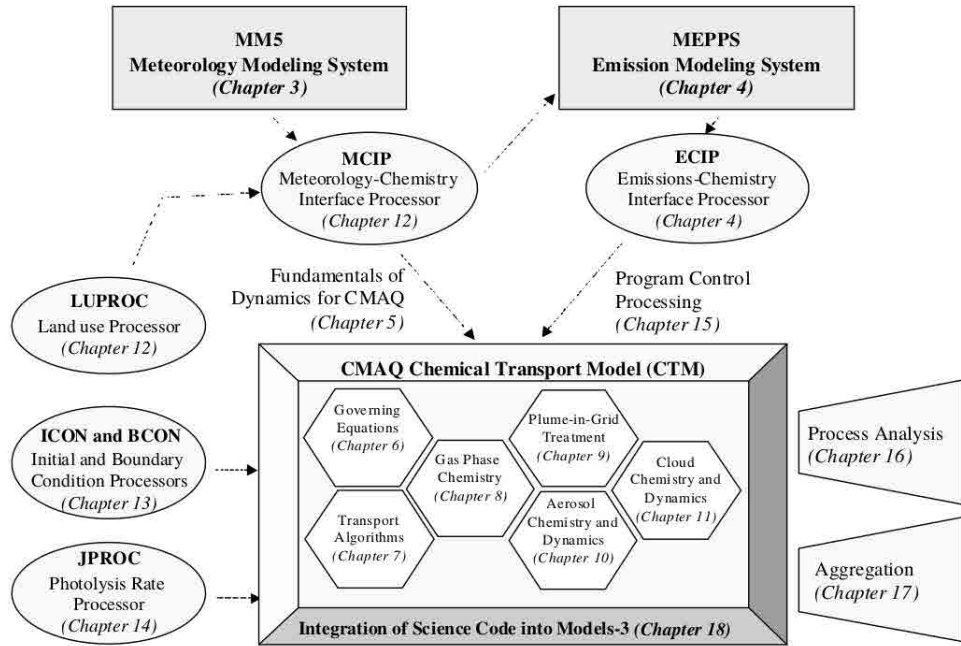 MM5
Meteorology Modeling System
(Chapter 3)
MEPPS
Emission Modeling System
(Chapter 4)
MCIP
Meteorology-Chemistry
Interface Processor
(Chapter 12)
ECIP
Emissions-Chemistry
Interface Processor
(Chapter 4)
LUPROC
Land use Processor
(Chapter 12)
Fundamentals of
Dynamics for CMAQ
(Chapter 5)
Program Control
Processing
(Chapter 15)
CMAQ Chemical Transport Model (CTM)
ICON and BCON
Initial and Boundary
Condition Processors
(Chapter 13)
Governing
Equations
(Chapter 6)
Gas Phase
Chemistry
(Chapter 8)
Plume-in-Grid
Treatment
(Chapter 9)
Cloud
Chemistry and
Dynamics
(Chapter 11)
Transport
Algorithms
(Chapter 7)
Aerosol
Chemistry and
Dynamics
(Chapter 10)
Process Analysis
(Chapter 16)
JPROC
Photolysis Rate
Processor
(Chapter 14)
Aggregation
(Chapter 17)
Integration of Science Code into Models-3 (Chapter 18)